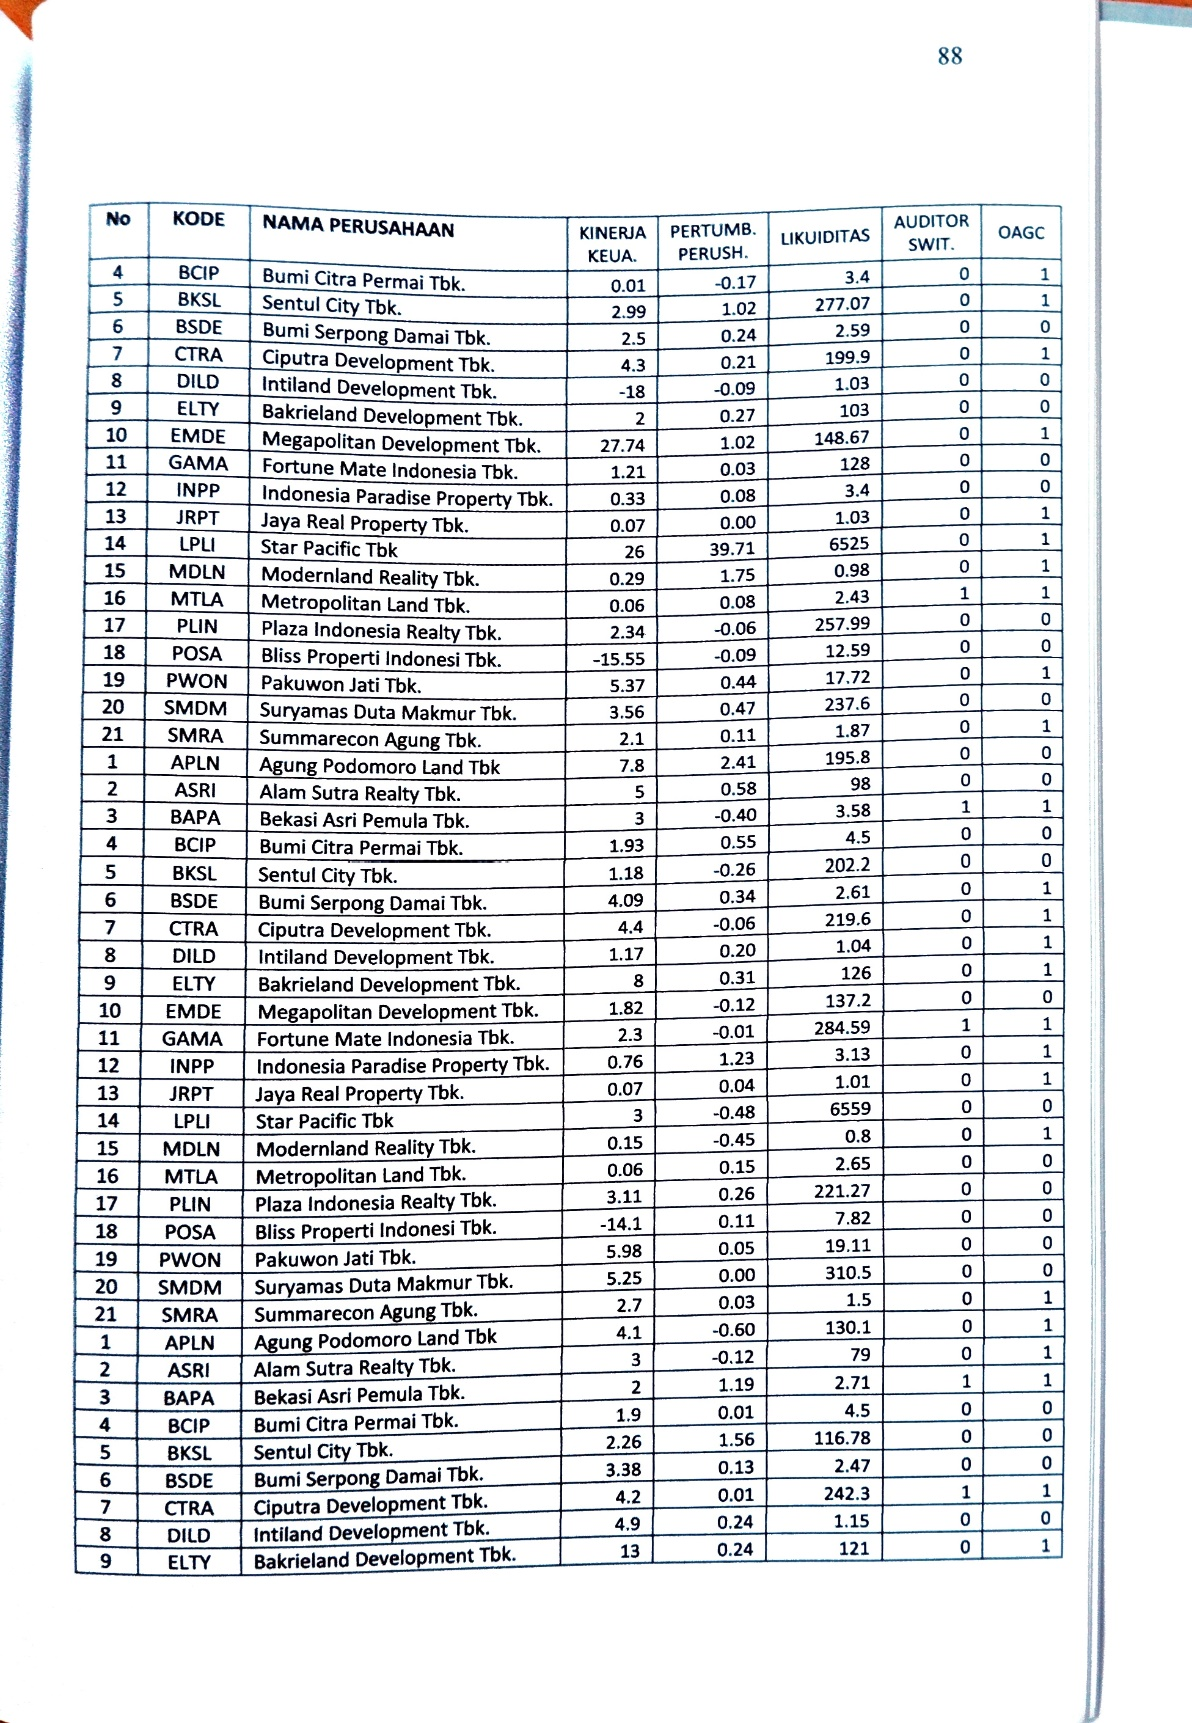 88
No KODE NAMA PERUSAHAAN KINERJA KEUA. PERTUMB. PERUSH. LIKUIDITAS AUDITOR SWIT. OAGC
4 BCIP Bumi Citra Permai Tbk. 0.01 -0.17 3.4 0 1
5 BKSL Sentul City Tbk. 2.99 1.02 277.07 0 1
6 BSDE Bumi Serpong Damai Tbk. 2.5 0.24 2.59 0 0
7 CTRA Ciputra Development Tbk. 4.3 0.21 199.9 0 1
8 DILD Intiland Development Tbk. -18 -0.09 1.03 0 0
9 ELTY Bakrieland Development Tbk. 2 0.27 103 0 0
10 EMDE Megapolitan Development Tbk. 27.74 1.02 148.67 0 1
11 GAMA Fortune Mate Indonesia Tbk. 1.21 0.03 128 0 0
12 INPP Indonesia Paradise Property Tbk. 0.33 0.08 3.4 0 0
13 JRPT Jaya Real Property Tbk. 0.07 0.00 1.03 0 1
14 LPLI Star Pacific Tbk 26 39.71 6525 0 1
15 MDLN Modernland Reality Tbk. 0.29 1.75 0.98 0 1
16 MTLA Metropolitan Land Tbk. 0.06 0.08 2.43 1 1
17 PLIN Plaza Indonesia Realty Tbk. 2.34 -0.06 257.99 0 0
18 POSA Bliss Properti Indonesi Tbk. -15.55 -0.09 12.59 0 0
19 PWON Pakuwon Jati Tbk. 5.37 0.44 17.72 0 1
20 SMDM Suryamas Duta Makmur Tbk. 3.56 0.47 237.6 0 0
21 SMRA Summarecon Agung Tbk. 2.1 0.11 1.87 0 1
1 APLN Agung Podomoro Land Tbk 7.8 2.41 195.8 0 0
2 ASRI Alam Sutra Realty Tbk. 5 0.58 98 0 0
3 BAPA Bekasi Asri Pemula Tbk. 3 -0.40 3.58 1 1
4 BCIP Bumi Citra Permai Tbk. 1.93 0.55 4.5 0 0
5 BKSL Sentul City Tbk. 1.18 -0.26 202.2 0 0
6 BSDE Bumi Serpong Damai Tbk. 4.09 0.34 2.61 0 1
7 CTRA Ciputra Development Tbk. 4.4 -0.06 219.6 0 1
8 DILD Intiland Development Tbk. 1.17 0.20 1.04 0 1
9 ELTY Bakrieland Development Tbk. 8 0.31 126 0 1
10 EMDE Megapolitan Development Tbk. 1.82 -0.12 137.2 0 0
11 GAMA Fortune Mate Indonesia Tbk. 2.3 -0.01 284.59 1 1
12 INPP Indonesia Paradise Property Tbk. 0.76 1.23 3.13 0 1
13 JRPT Jaya Real Property Tbk. 0.07 0.04 1.01 0 1
14 LPLI Star Pacific Tbk 3 -0.48 6559 0 0
15 MDLN Modernland Reality Tbk. 0.15 -0.45 0.8 0 1
16 MTLA Metropolitan Land Tbk. 0.06 0.15 2.65 0 0
17 PLIN Plaza Indonesia Realty Tbk. 3.11 0.26 221.27 0 0
18 POSA Bliss Properti Indonesi Tbk. -14.1 0.11 7.82 0 0
19 PWON Pakuwon Jati Tbk. 5.98 0.05 19.11 0 0
20 SMDM Suryamas Duta Makmur Tbk. 5.25 0.00 310.5 0 0
21 SMRA Summarecon Agung Tbk. 2.7 0.03 1.5 0 1
1 APLN Agung Podomoro Land Tbk 4.1 -0.60 130.1 0 1
2 ASRI Alam Sutra Realty Tbk. 3 -0.12 79 0 1
3 BAPA Bekasi Asri Pemula Tbk. 2 1.19 2.71 1 1
4 BCIP Bumi Citra Permai Tbk. 1.9 0.01 4.5 0 0
5 BKSL Sentul City Tbk. 2.26 1.56 116.78 0 0
6 BSDE Bumi Serpong Damai Tbk. 3.38 0.13 2.47 0 0
7 CTRA Ciputra Development Tbk. 4.2 0.01 242.3 1 1
8 DILD Intiland Development Tbk. 4.9 0.24 1.15 0 0
9 ELTY Bakrieland Development Tbk. 13 0.24 121 0 1